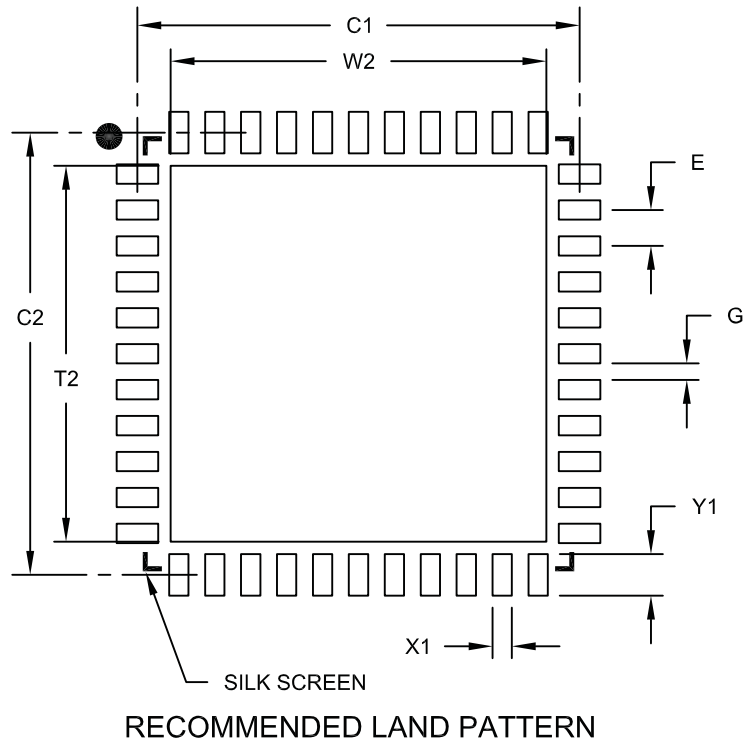 C1
W2
E
C2
G
T2
Y1
X1
SILK SCREEN
RECOMMENDED LAND PATTERN